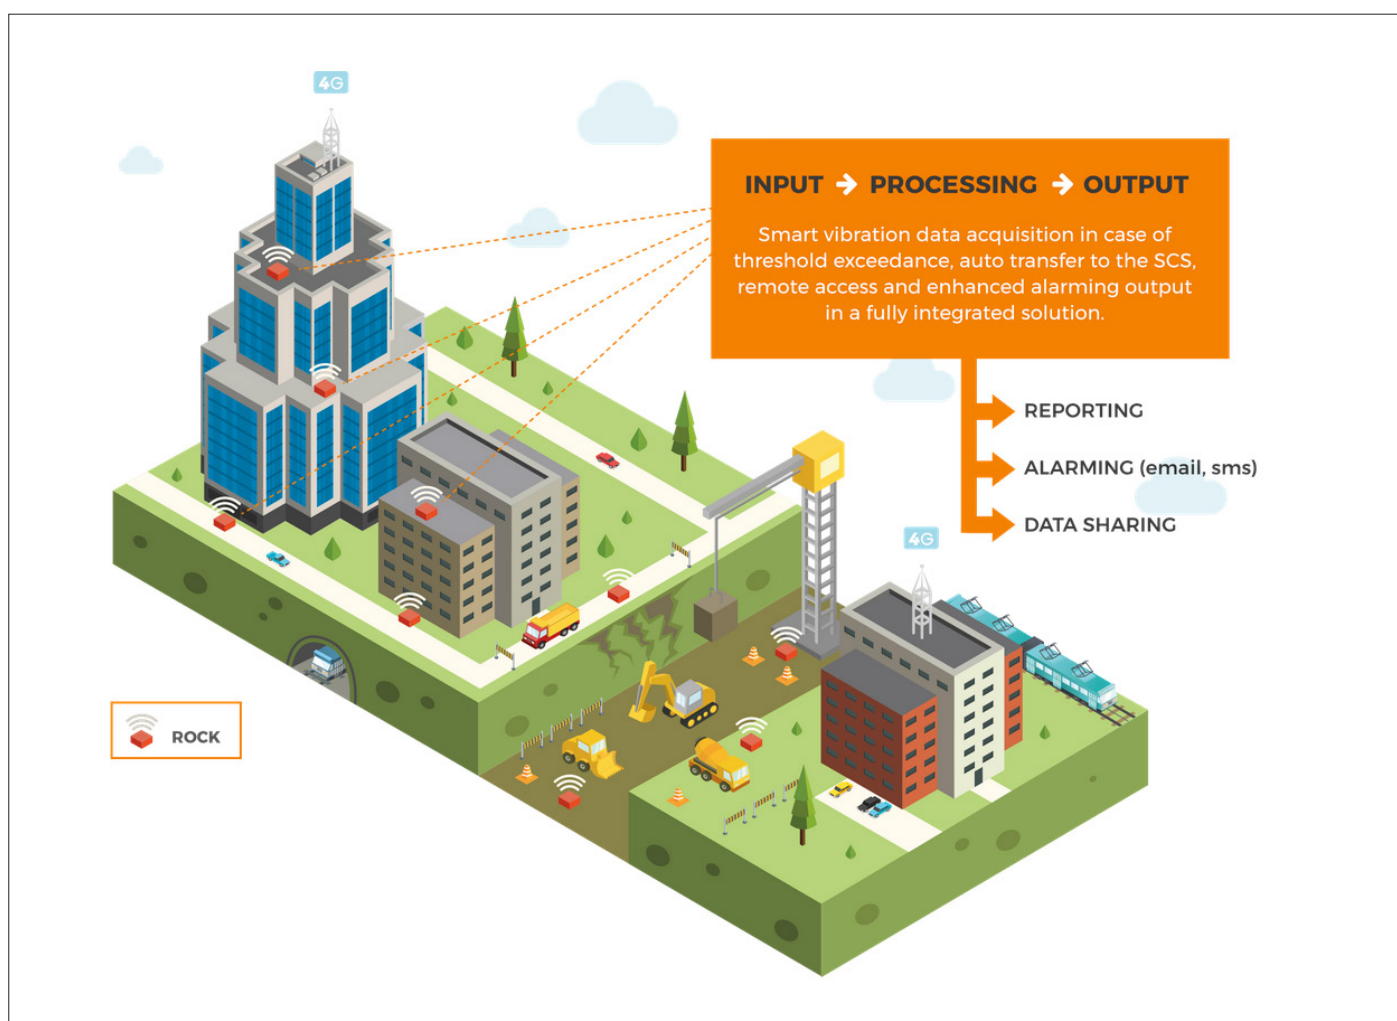 4G
INPUT → PROCESSING → OUTPUT
Smart vibration data acquisition in case of
threshold exceedance, auto transfer to the SCS,
remote access and enhanced alarming output
in a fully integrated solution.
REPORTING
ALARMING (email, sms)
DATA SHARING
4G
ROCK